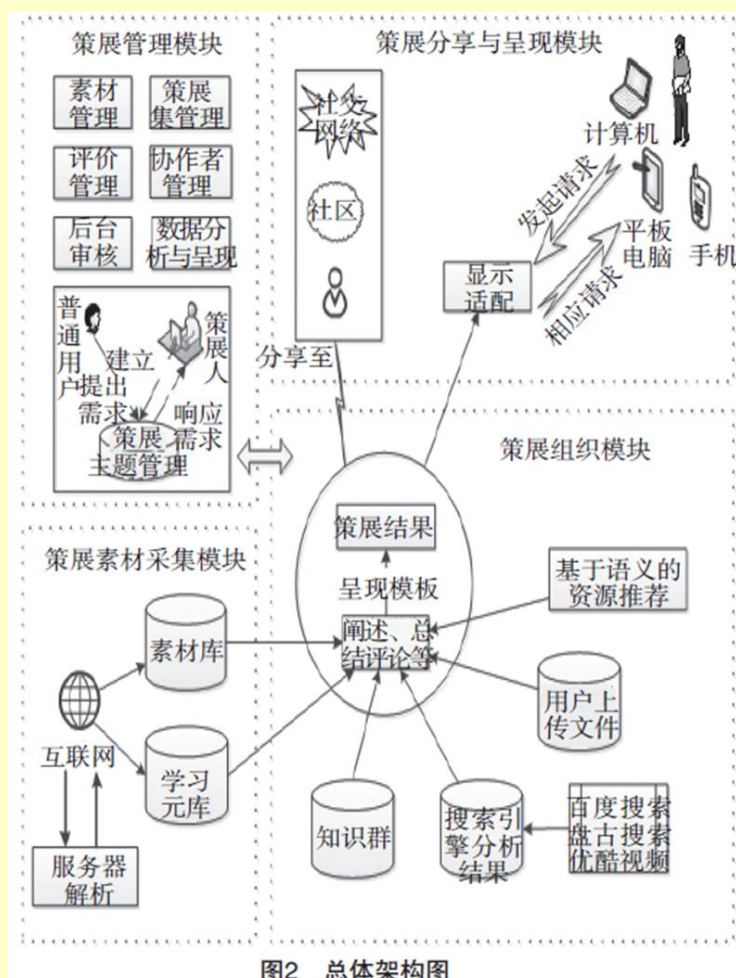 策展管理模块
素材
管理
策展
集管理
评价
管理
协作者
管理
后台
审核
数据分
析与呈现
普通用户
建立
提出
需求
策展人
响应
需求
策展
主题管理
策展分享与呈现模块
社交
网络
社区
分享至
计算机
平板
电脑
手机
发起请求
相应请求
显示
适配
策展组织模块
策展结果
呈现模板
阐述、总
结评论等
基于语义的
资源推荐
用户上
传文件
知识群
搜索引
擎分析
结果
百度搜索
盘古搜索
优酷视频
策展素材采集模块
素材库
互联网
学习
元库
服务器
解析
图2 总体架构图